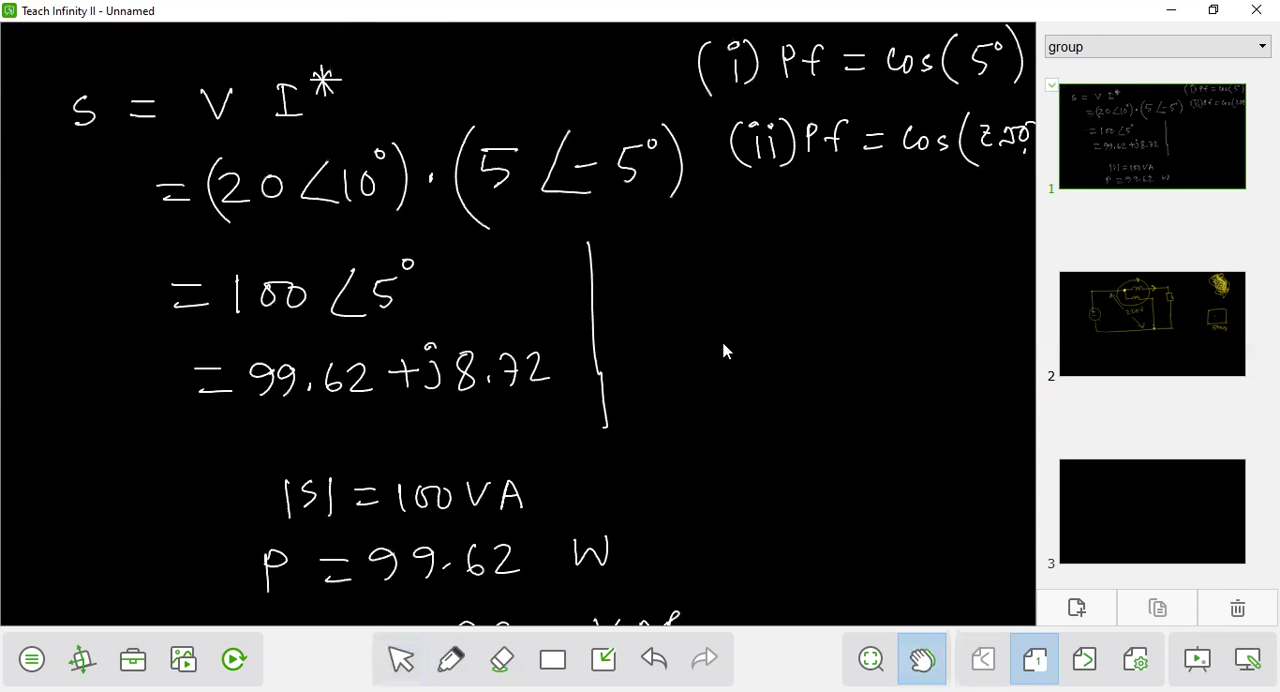 Teach Infinity II - Unnamed
S = V I*
= (20 ∠10°) · (5 ∠-5°)
= 100 ∠5°
= 99.62 + j 8.72
|S| = 100 VA
P = 99.62 W
(i) Pf = cos(5°)
(ii) Pf = cos(
group
1
2
3